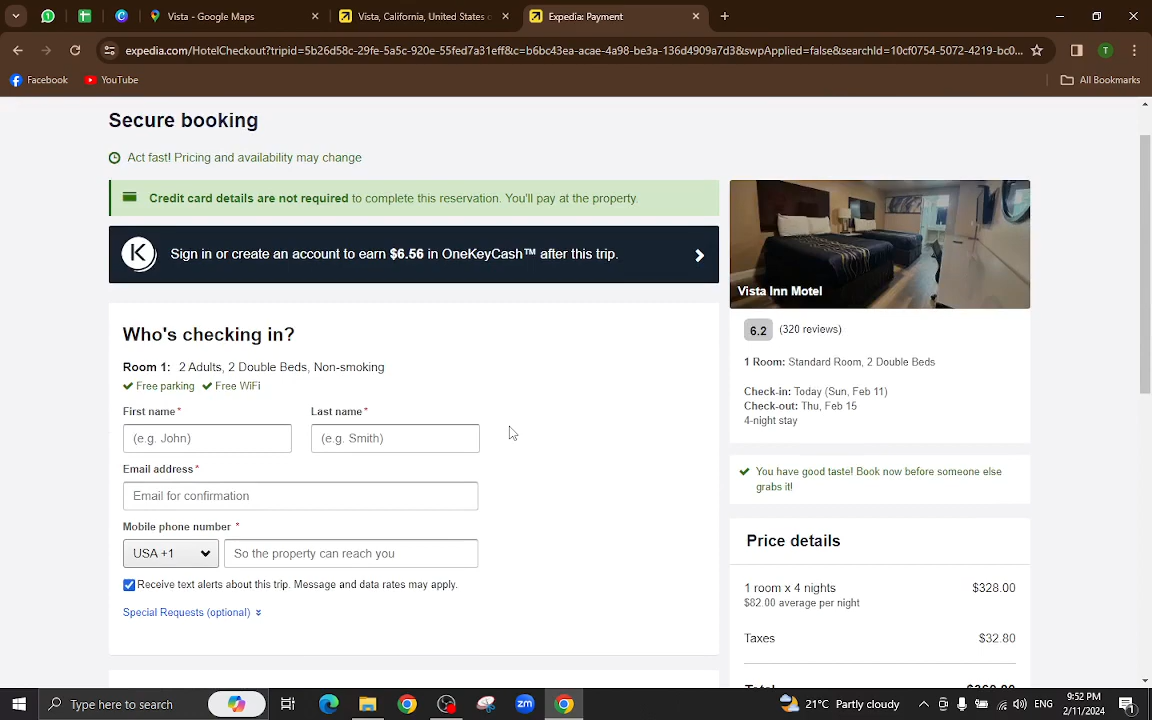 Vista - Google Maps
Vista, California, United States o
Expedia: Payment
expedia.com/HotelCheckout?tripid=5b26d58c-29fe-5a5c-920e-55fed7a31eff&c=b6bc43ea-acae-4a98-be3a-136d4909a7d3&swpApplied=false&searchId=10cf0754-5072-4219-bc0...
T
Facebook
YouTube
All Bookmarks
Secure booking
Act fast! Pricing and availability may change
Credit card details are not required to complete this reservation. You'll pay at the property.
K
Sign in or create an account to earn $6.56 in OneKeyCash™ after this trip.
Who's checking in?
Room 1: 2 Adults, 2 Double Beds, Non-smoking
Free parking Free WiFi
First name* Last name*
(e.g. John) (e.g. Smith)
Email address*
Email for confirmation
Mobile phone number *
USA +1 So the property can reach you
Receive text alerts about this trip. Message and data rates may apply.
Special Requests (optional)
Vista Inn Motel
6.2 (320 reviews)
1 Room: Standard Room, 2 Double Beds
Check-in: Today (Sun, Feb 11)
Check-out: Thu, Feb 15
4-night stay
You have good taste! Book now before someone else
grabs it!
Price details
1 room x 4 nights $328.00
$82.00 average per night
Taxes $32.80
Type here to search
zm
21°C Partly cloudy
ENG
9:52 PM
2/11/2024
1